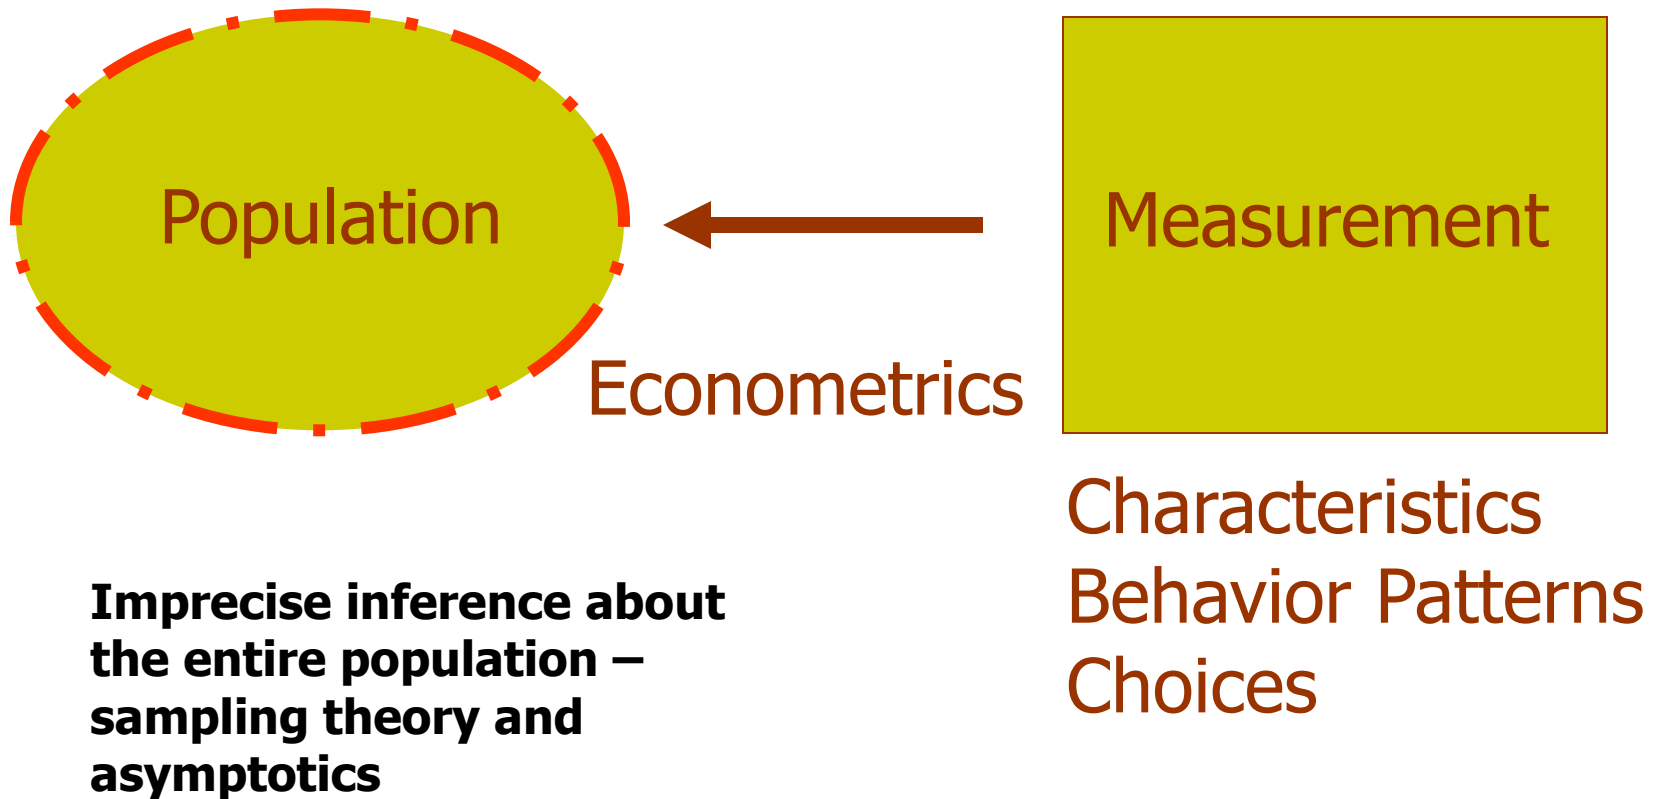 Population
Measurement
Econometrics
Characteristics
Behavior Patterns
Choices
Imprecise inference about
the entire population –
sampling theory and
asymptotics